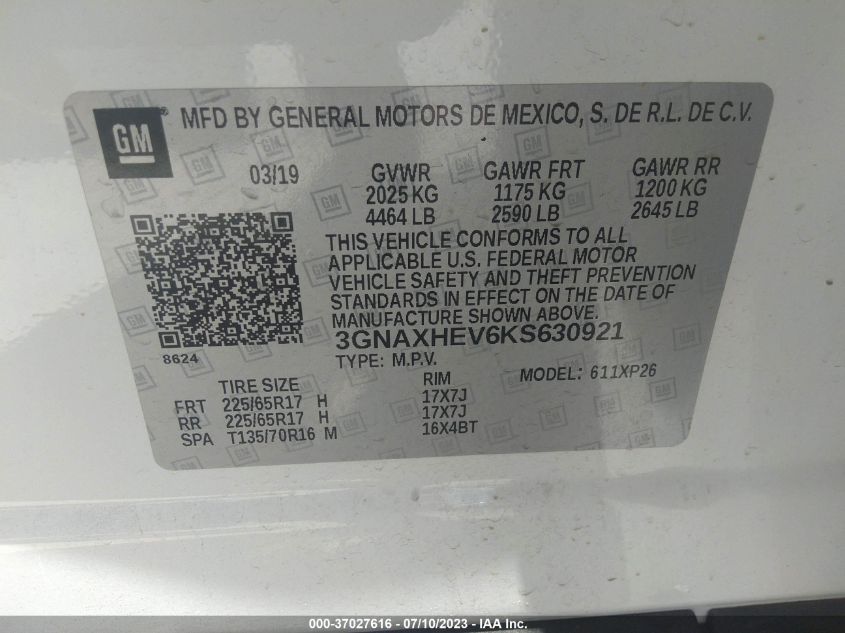 GM ® MFD BY GENERAL MOTORS DE MEXICO, S. DE R.L. DE C.V.
03/19 GVWR GAWR FRT GAWR RR
2025 KG 1175 KG 1200 KG
4464 LB 2590 LB 2645 LB
THIS VEHICLE CONFORMS TO ALL
APPLICABLE U.S. FEDERAL MOTOR
VEHICLE SAFETY AND THEFT PREVENTION
STANDARDS IN EFFECT ON THE DATE OF
MANUFACTURE SHOWN ABOVE.
8624
3GNAXHEV6KS630921
TYPE: M.P.V.
TIRE SIZE RIM MODEL: 611XP26
FRT 225/65R17 H 17X7J
RR 225/65R17 H 17X7J
SPA T135/70R16 M 16X4BT
000-37027616 - 07/10/2023 - IAA Inc.